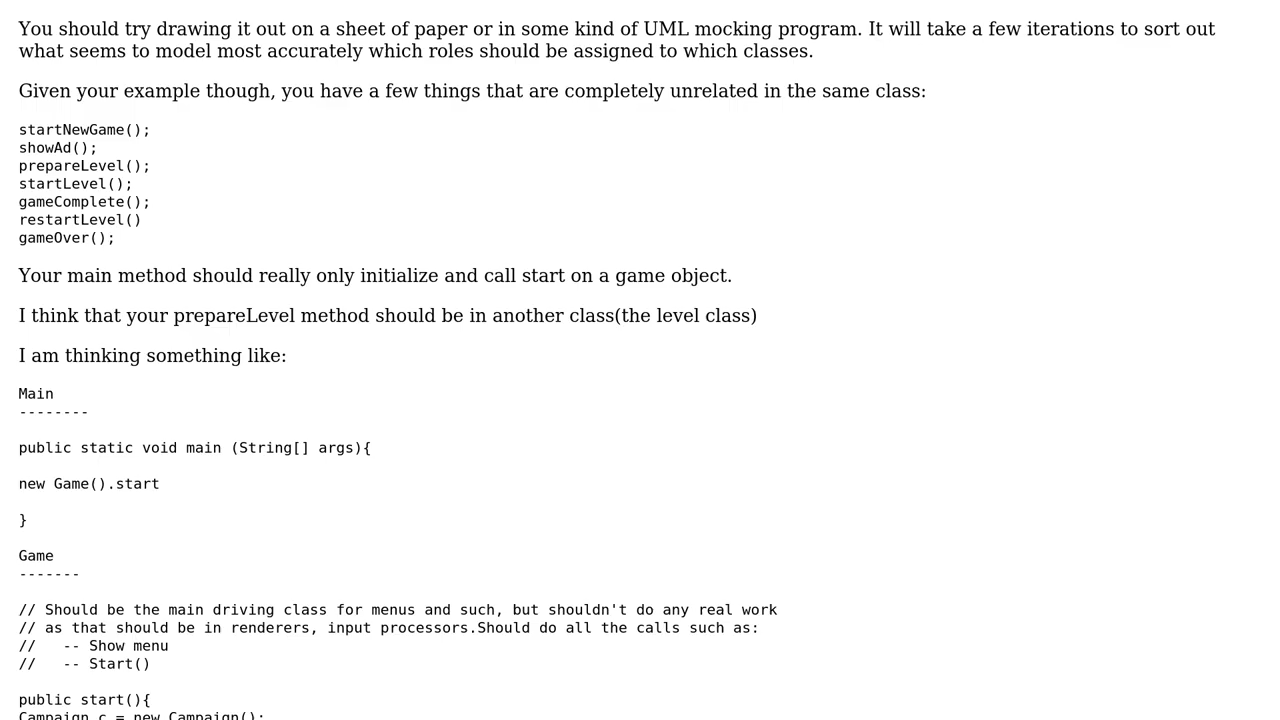 You should try drawing it out on a sheet of paper or in some kind of UML mocking program. It will take a few iterations to sort out
what seems to model most accurately which roles should be assigned to which classes.
Given your example though, you have a few things that are completely unrelated in the same class:
startNewGame();
showAd();
prepareLevel();
startLevel();
gameComplete();
restartLevel()
gameOver();
Your main method should really only initialize and call start on a game object.
I think that your prepareLevel method should be in another class(the level class)
I am thinking something like:
Main
--------
public static void main (String[] args){
new Game().start
}
Game
-------
// Should be the main driving class for menus and such, but shouldn't do any real work
// as that should be in renderers, input processors.Should do all the calls such as:
//   -- Show menu
//   -- Start()
public start(){
Campaign c = new Campaign();